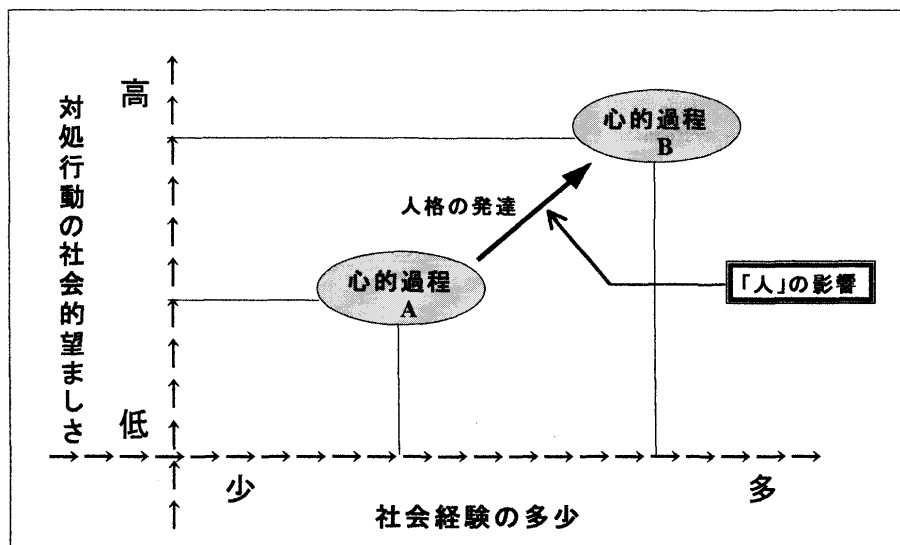 対処行動の社会的望ましさ
高
低
心的過程
B
人格の発達
心的過程
A
「人」の影響
少
多
社会経験の多少